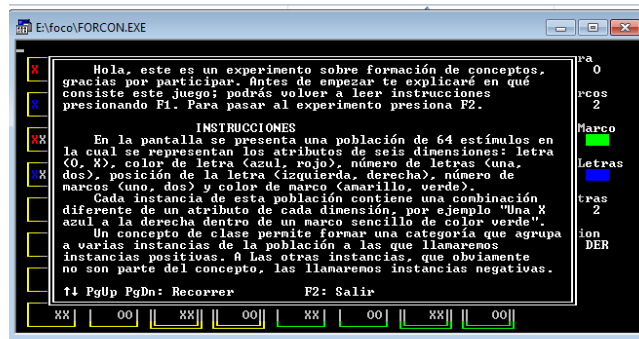 E:\foco\FORCON.EXE
Hola, este es un experimento sobre formación de conceptos,
gracias por participar. Antes de empezar te explicaré en qué
consiste este juego; podrás volver a leer instrucciones
presionando F1. Para pasar al experimento presiona F2.
INSTRUCCIONES
En la pantalla se presenta una población de 64 estímulos en
la cual se representan los atributos de seis dimensiones: letra
(O, X), color de letra (azul, rojo), número de letras (una,
dos), posición de la letra (izquierda, derecha), número de
marcos (uno, dos) y color de marco (amarillo, verde).
Cada instancia de esta población contiene una combinación
diferente de un atributo de cada dimensión, por ejemplo "Una X
azul a la derecha dentro de un marco sencillo de color verde".
Un concepto de clase permite formar una categoría que agrupa
a varias instancias de la población a las que llamaremos
instancias positivas. A Las otras instancias, que obviamente
no son parte del concepto, las llamaremos instancias negativas.
↑↓ PgUp PgDn: Recorrer F2: Salir
X
X
XX
XX
ra
O
rcos
2
Marco
Letras
tras
2
ion
DER
XX OO XX OO XX OO XX OO